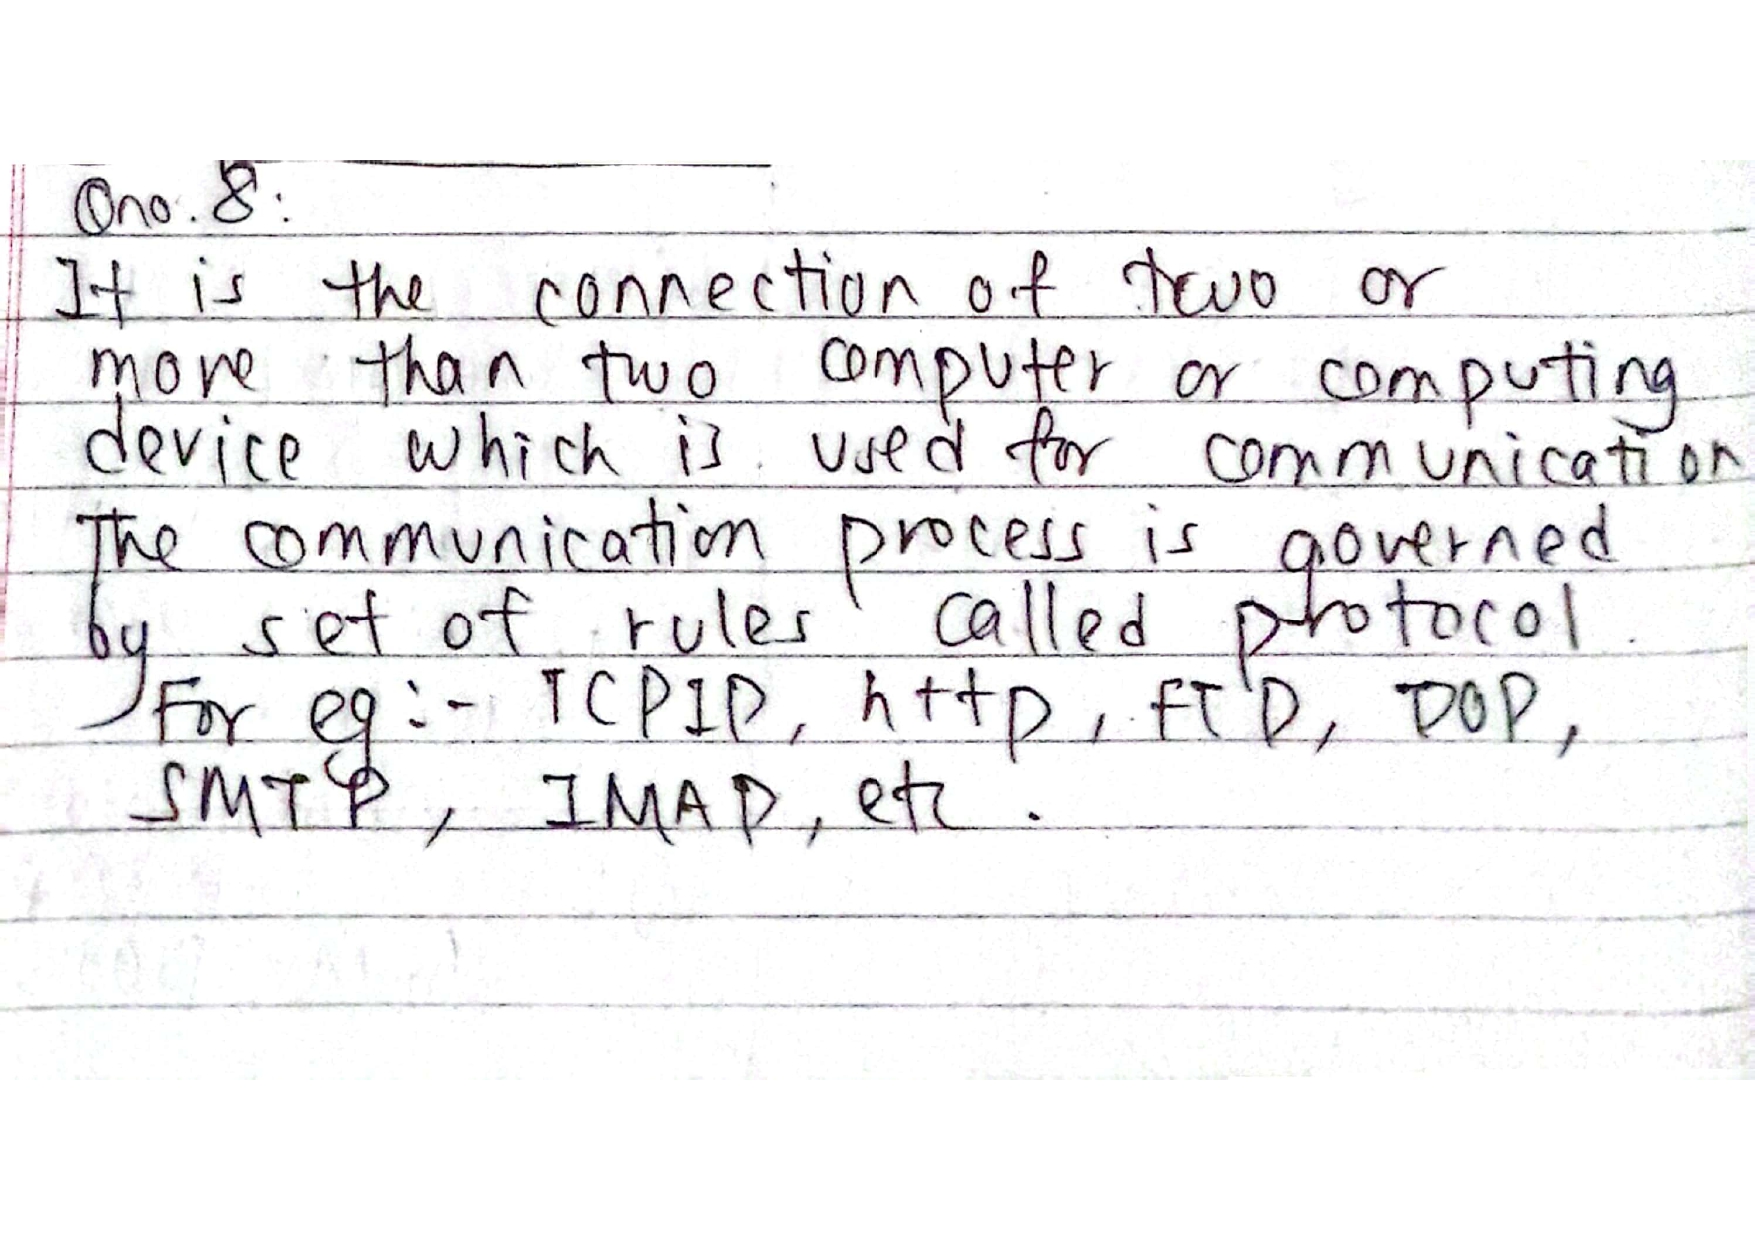 Qno. 8:
It is the connection of two or
more than two computer or computing
device which is used for communication
The communication process is governed
by set of rules called protocol.
For eg:- TCPIP, http, FTP, POP,
SMTP, IMAP, etc.